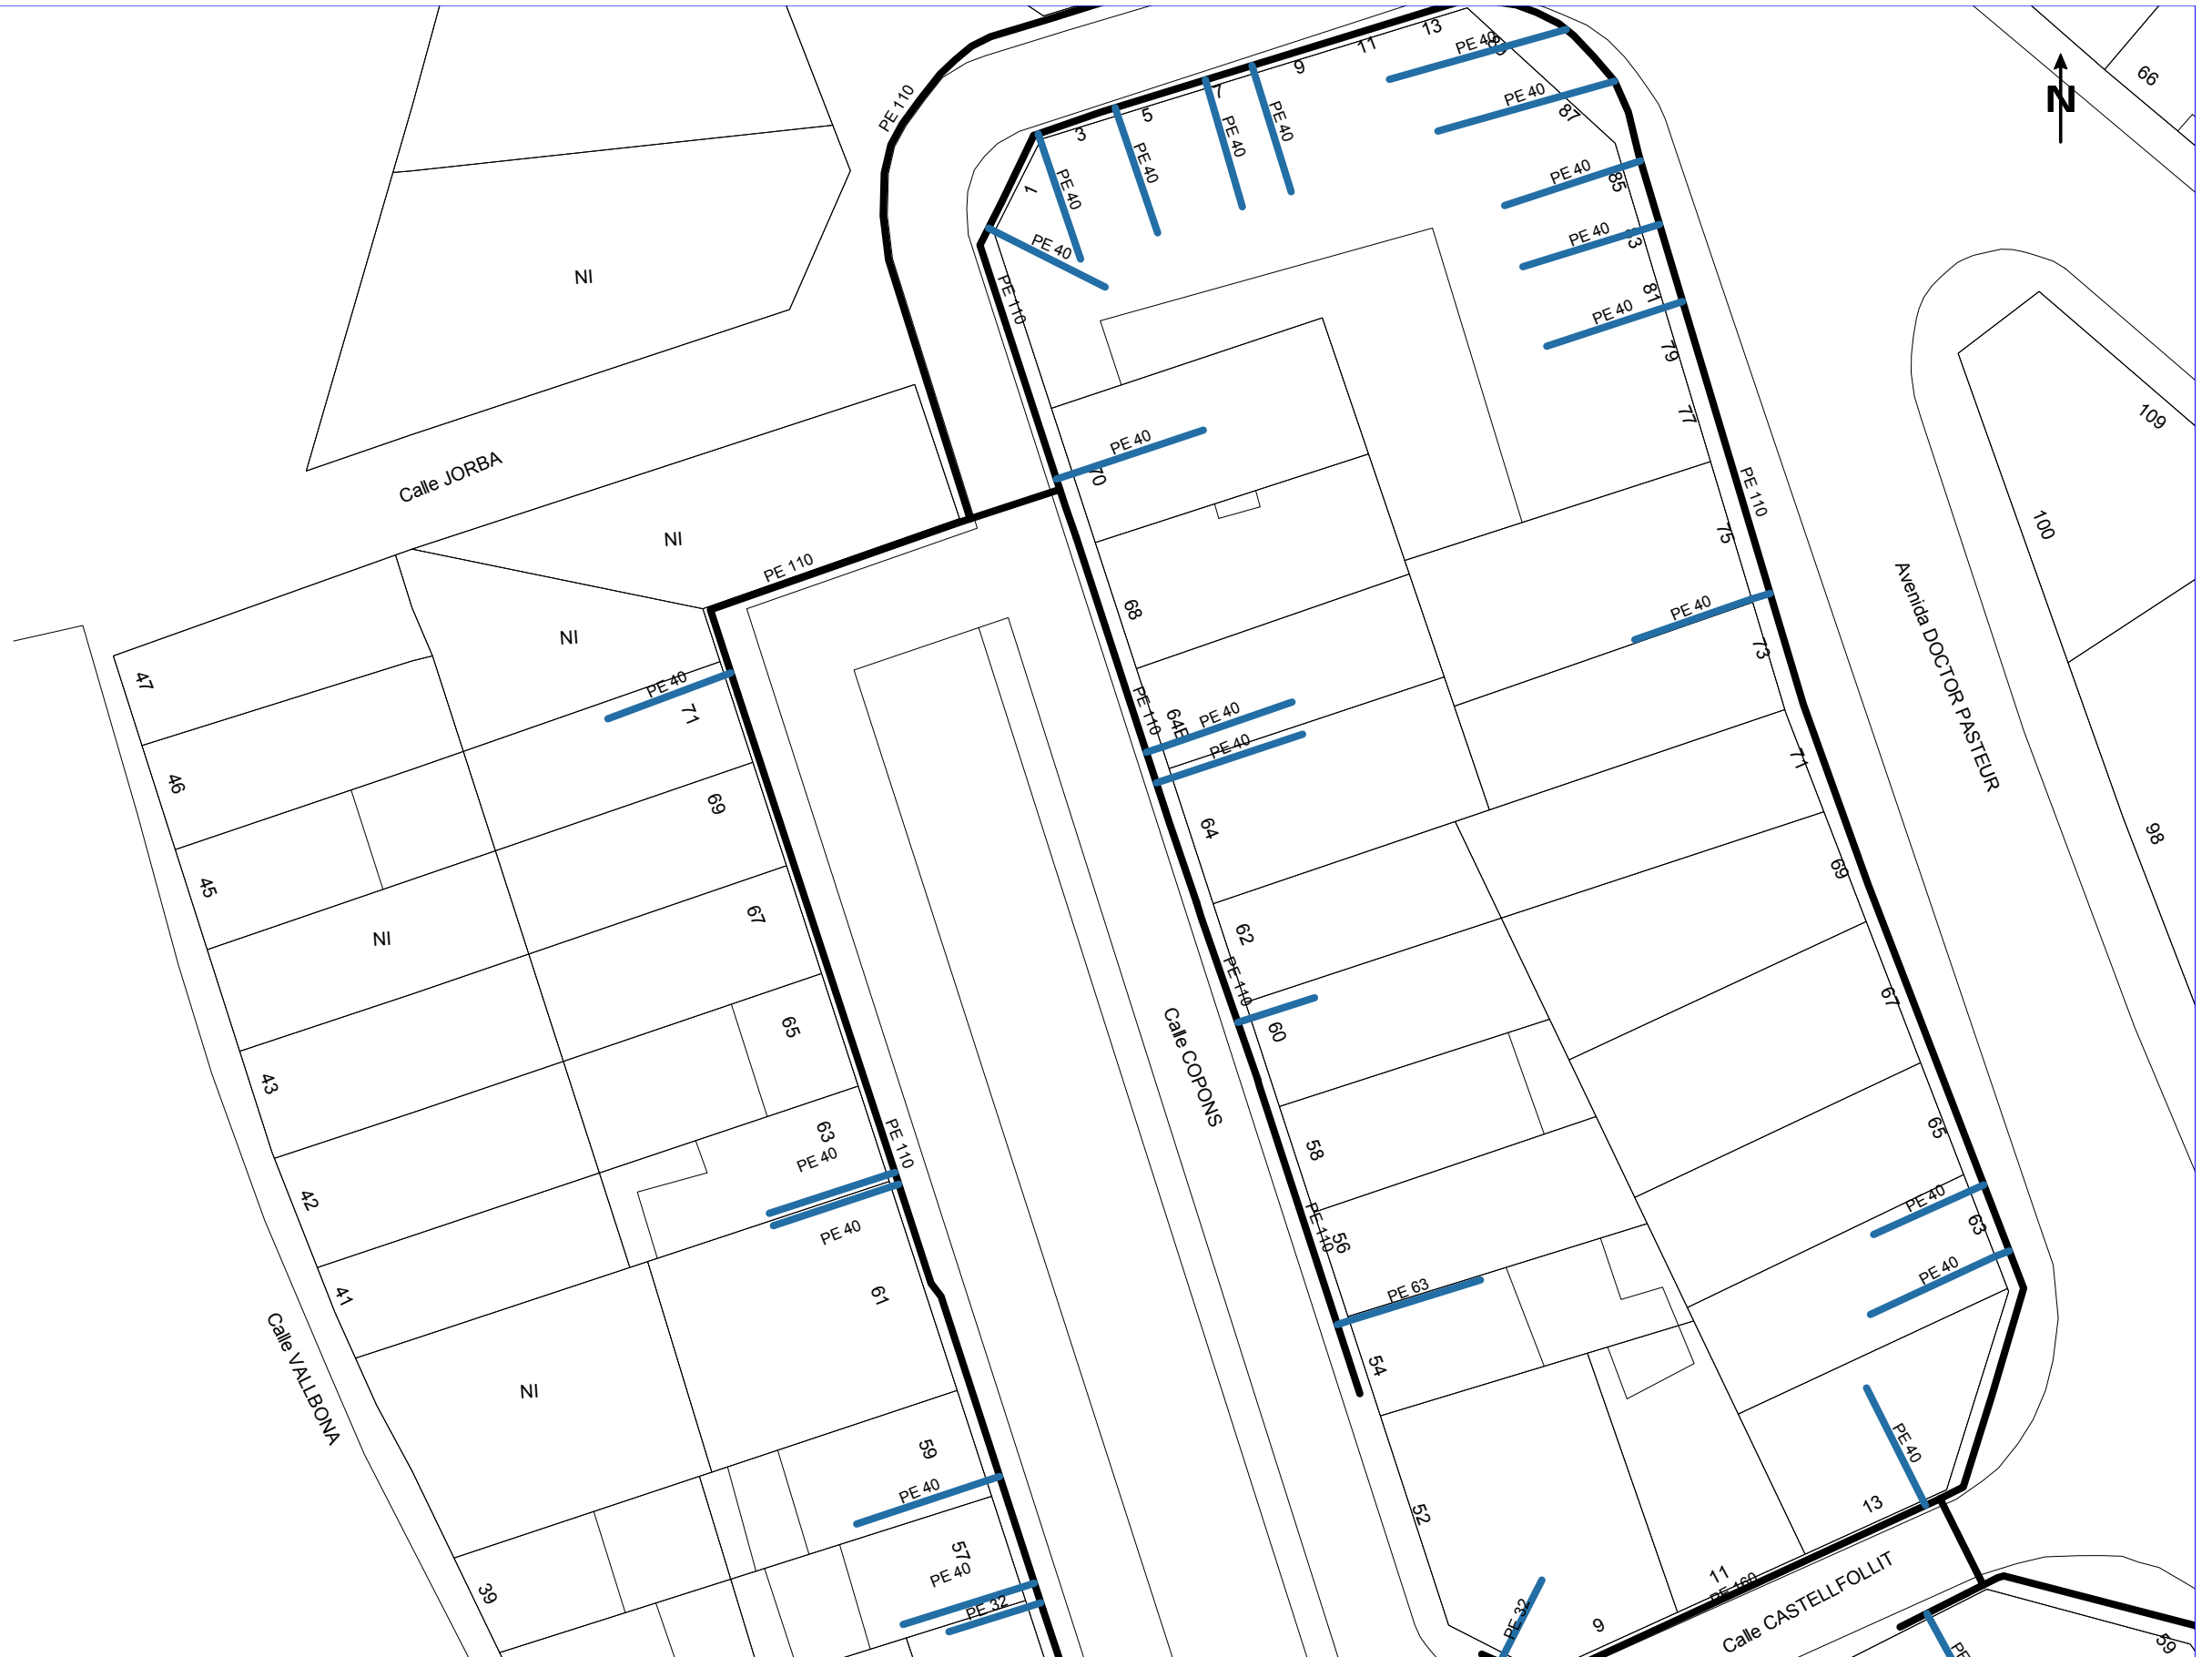 13
PE 40
89
11
9
66
N
7
PE 40
87
PE 110
5
PE 40
PE 40
3
PE 40
PE 40
85
1
PE 40
PE 40
83
PE 40
NI
PE 110
81
PE 40
79
77
109
PE 40
Calle JORBA
70
PE 110
100
NI
75
PE 110
PE 40
68
NI
73
Avenida DOCTOR PASTEUR
47
PE 40
71
PE 110
64B
PE 40
PE 40
71
46
69
64
98
69
45
67
62
NI
PE 110
67
65
60
Calle COPONS
43
63
PE 110
58
65
PE 40
42
PE 40
63
PE 40
PE 110
56
PE 40
41
61
PE 63
Calle VALLBONA
54
NI
59
PE 40
PE 40
52
13
57
PE 40
11
PE 160
39
PE 32
PE 32
9
Calle CASTELLFOLLIT
59
PE